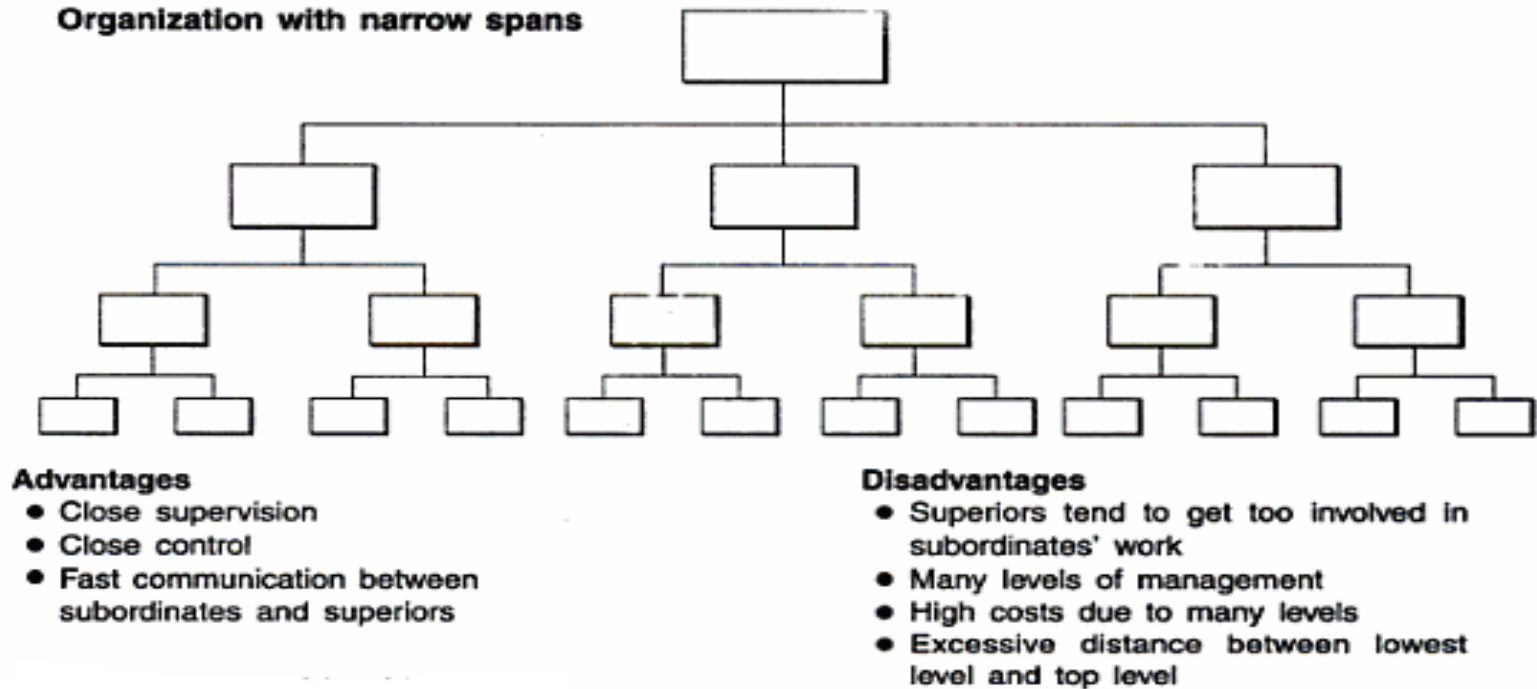 Organization with narrow spans
Advantages
● Close supervision
● Close control
● Fast communication between
subordinates and superiors
Disadvantages
● Superiors tend to get too involved in
subordinates' work
● Many levels of management
● High costs due to many levels
● Excessive distance between lowest
level and top level